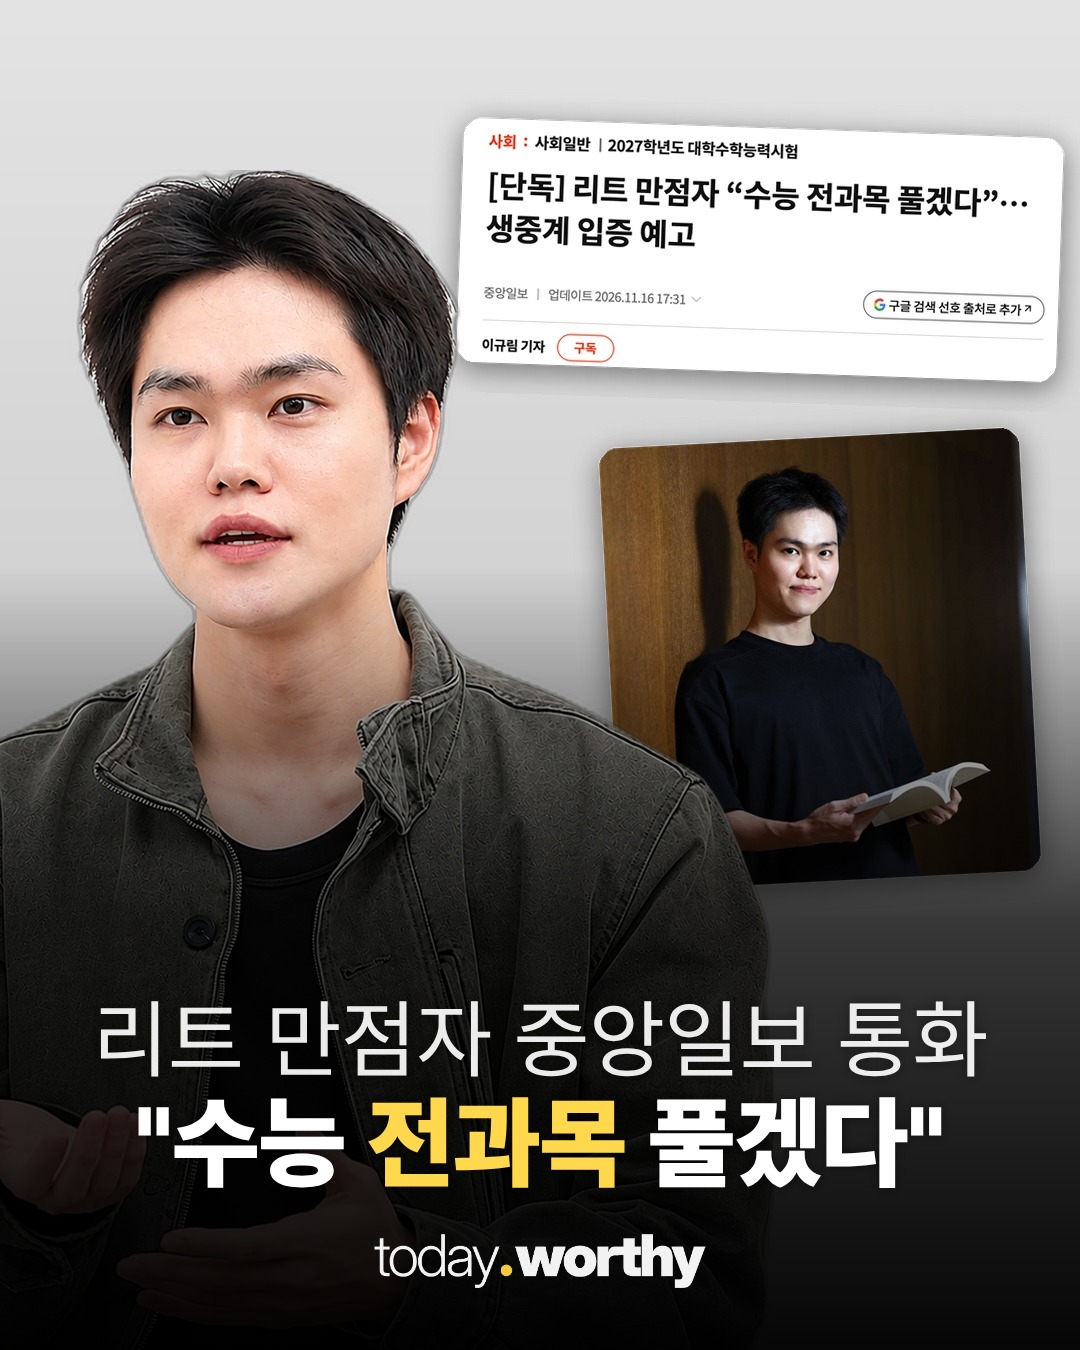 사회 : 사회일반 | 2027학년도 대학수학능력시험
[단독] 리트 만점자 “수능 전과목 풀겠다”…
생중계 입증 예고
중앙일보 | 업데이트 2026.11.16 17:31
구글 검색 선호 출처로 추가
이규림 기자 구독
리트 만점자 중앙일보 통화
"수능 전과목 풀겠다"
today.worthy